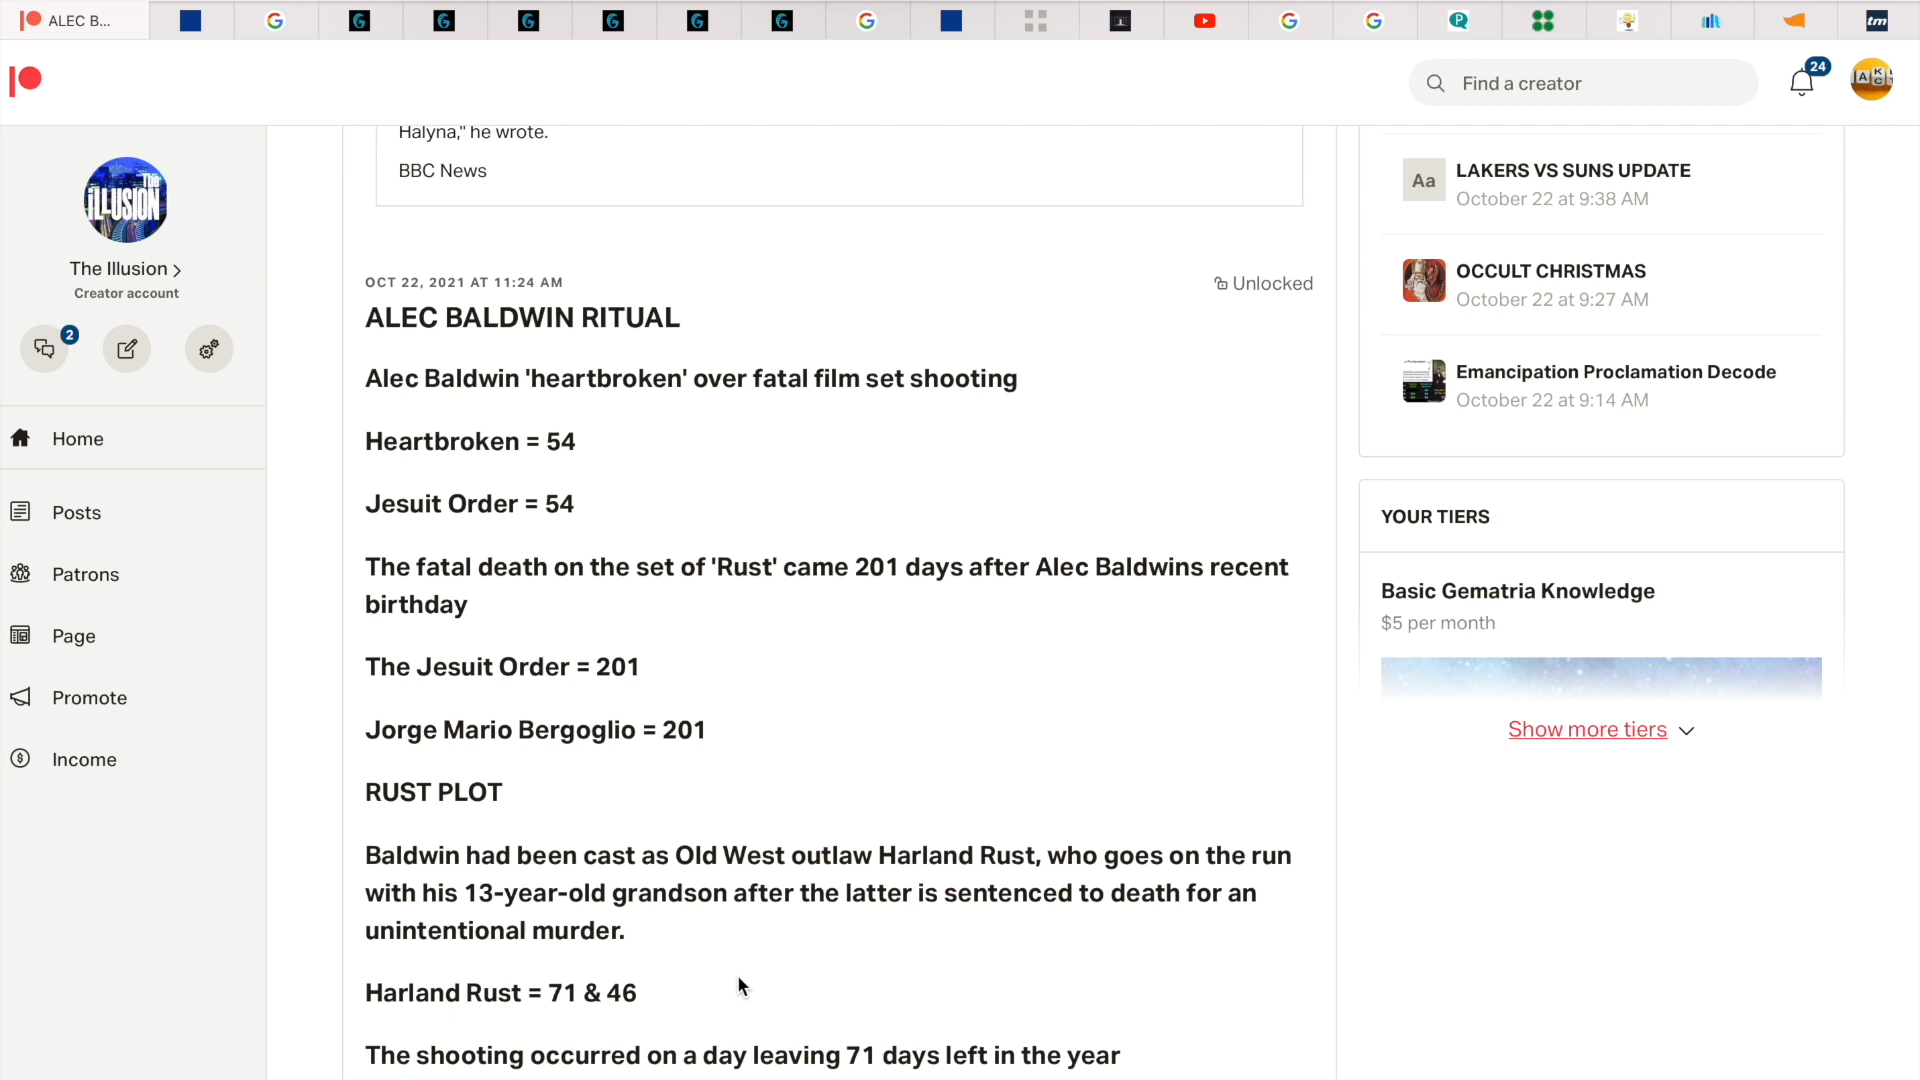 ALEC B...
tm
Find a creator
24
Halyna," he wrote.
BBC News
The ILLUSION
The Illusion
Creator account
2
Home
Posts
Patrons
Page
Promote
Income
OCT 22, 2021 AT 11:24 AM
Unlocked
ALEC BALDWIN RITUAL
Alec Baldwin 'heartbroken' over fatal film set shooting
Heartbroken = 54
Jesuit Order = 54
The fatal death on the set of 'Rust' came 201 days after Alec Baldwins recent
birthday
The Jesuit Order = 201
Jorge Mario Bergoglio = 201
RUST PLOT
Baldwin had been cast as Old West outlaw Harland Rust, who goes on the run
with his 13-year-old grandson after the latter is sentenced to death for an
unintentional murder.
Harland Rust = 71 & 46
The shooting occurred on a day leaving 71 days left in the year
Aa
LAKERS VS SUNS UPDATE
October 22 at 9:38 AM
OCCULT CHRISTMAS
October 22 at 9:27 AM
Emancipation Proclamation Decode
October 22 at 9:14 AM
YOUR TIERS
Basic Gematria Knowledge
$5 per month
Show more tiers